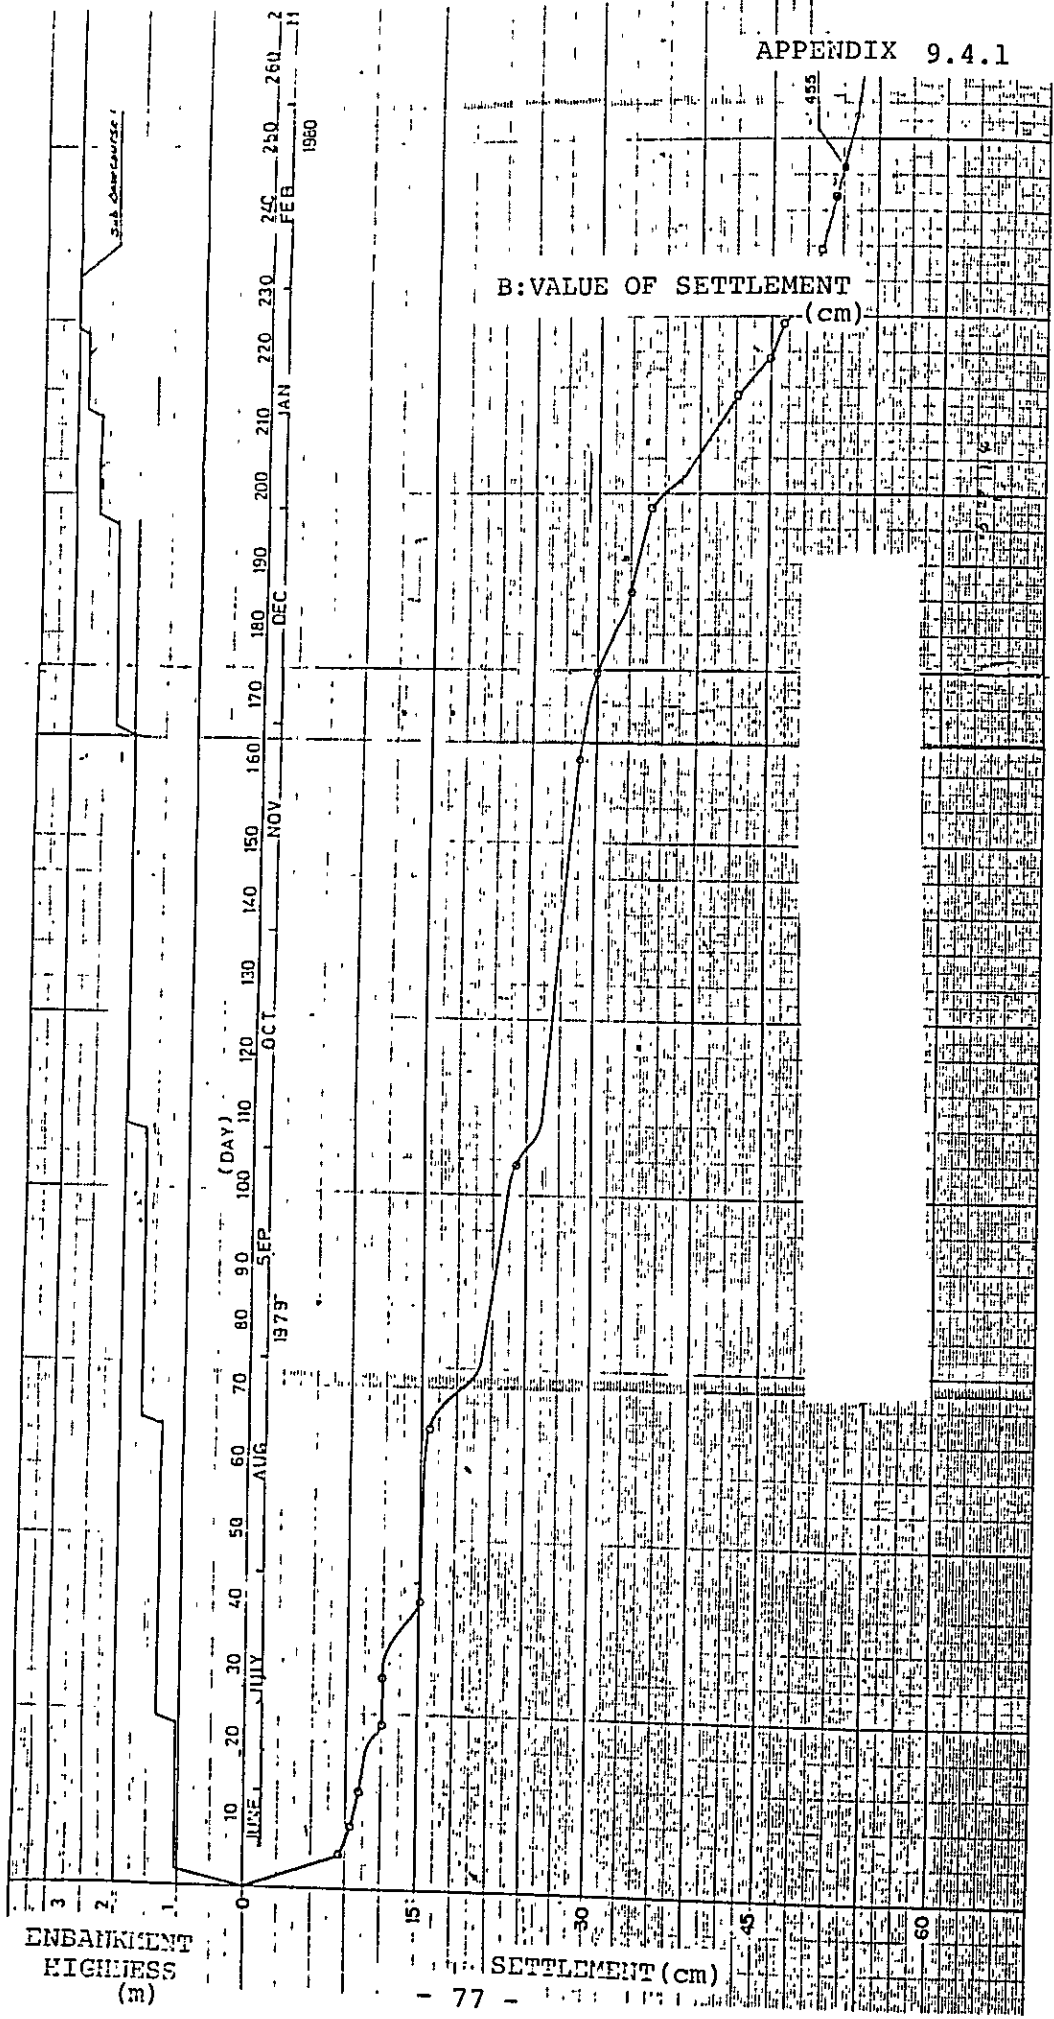 APPENDIX 9.4.1
455
B:VALUE OF SETTLEMENT
(cm)
Sub base course
10 20 30 40 50 60 70 80 90 100 110 120 130 140 150 160 170 180 190 200 210 220 230 240 250 260
(DAY)
JUNE JULY AUG SEP OCT NOV DEC JAN FEB M
1979 1980
3 2 1 0 15 30 45 60
ENBANKMENT
HIGHNESS
(m)
SETTLEMENT (cm)
- 77 -